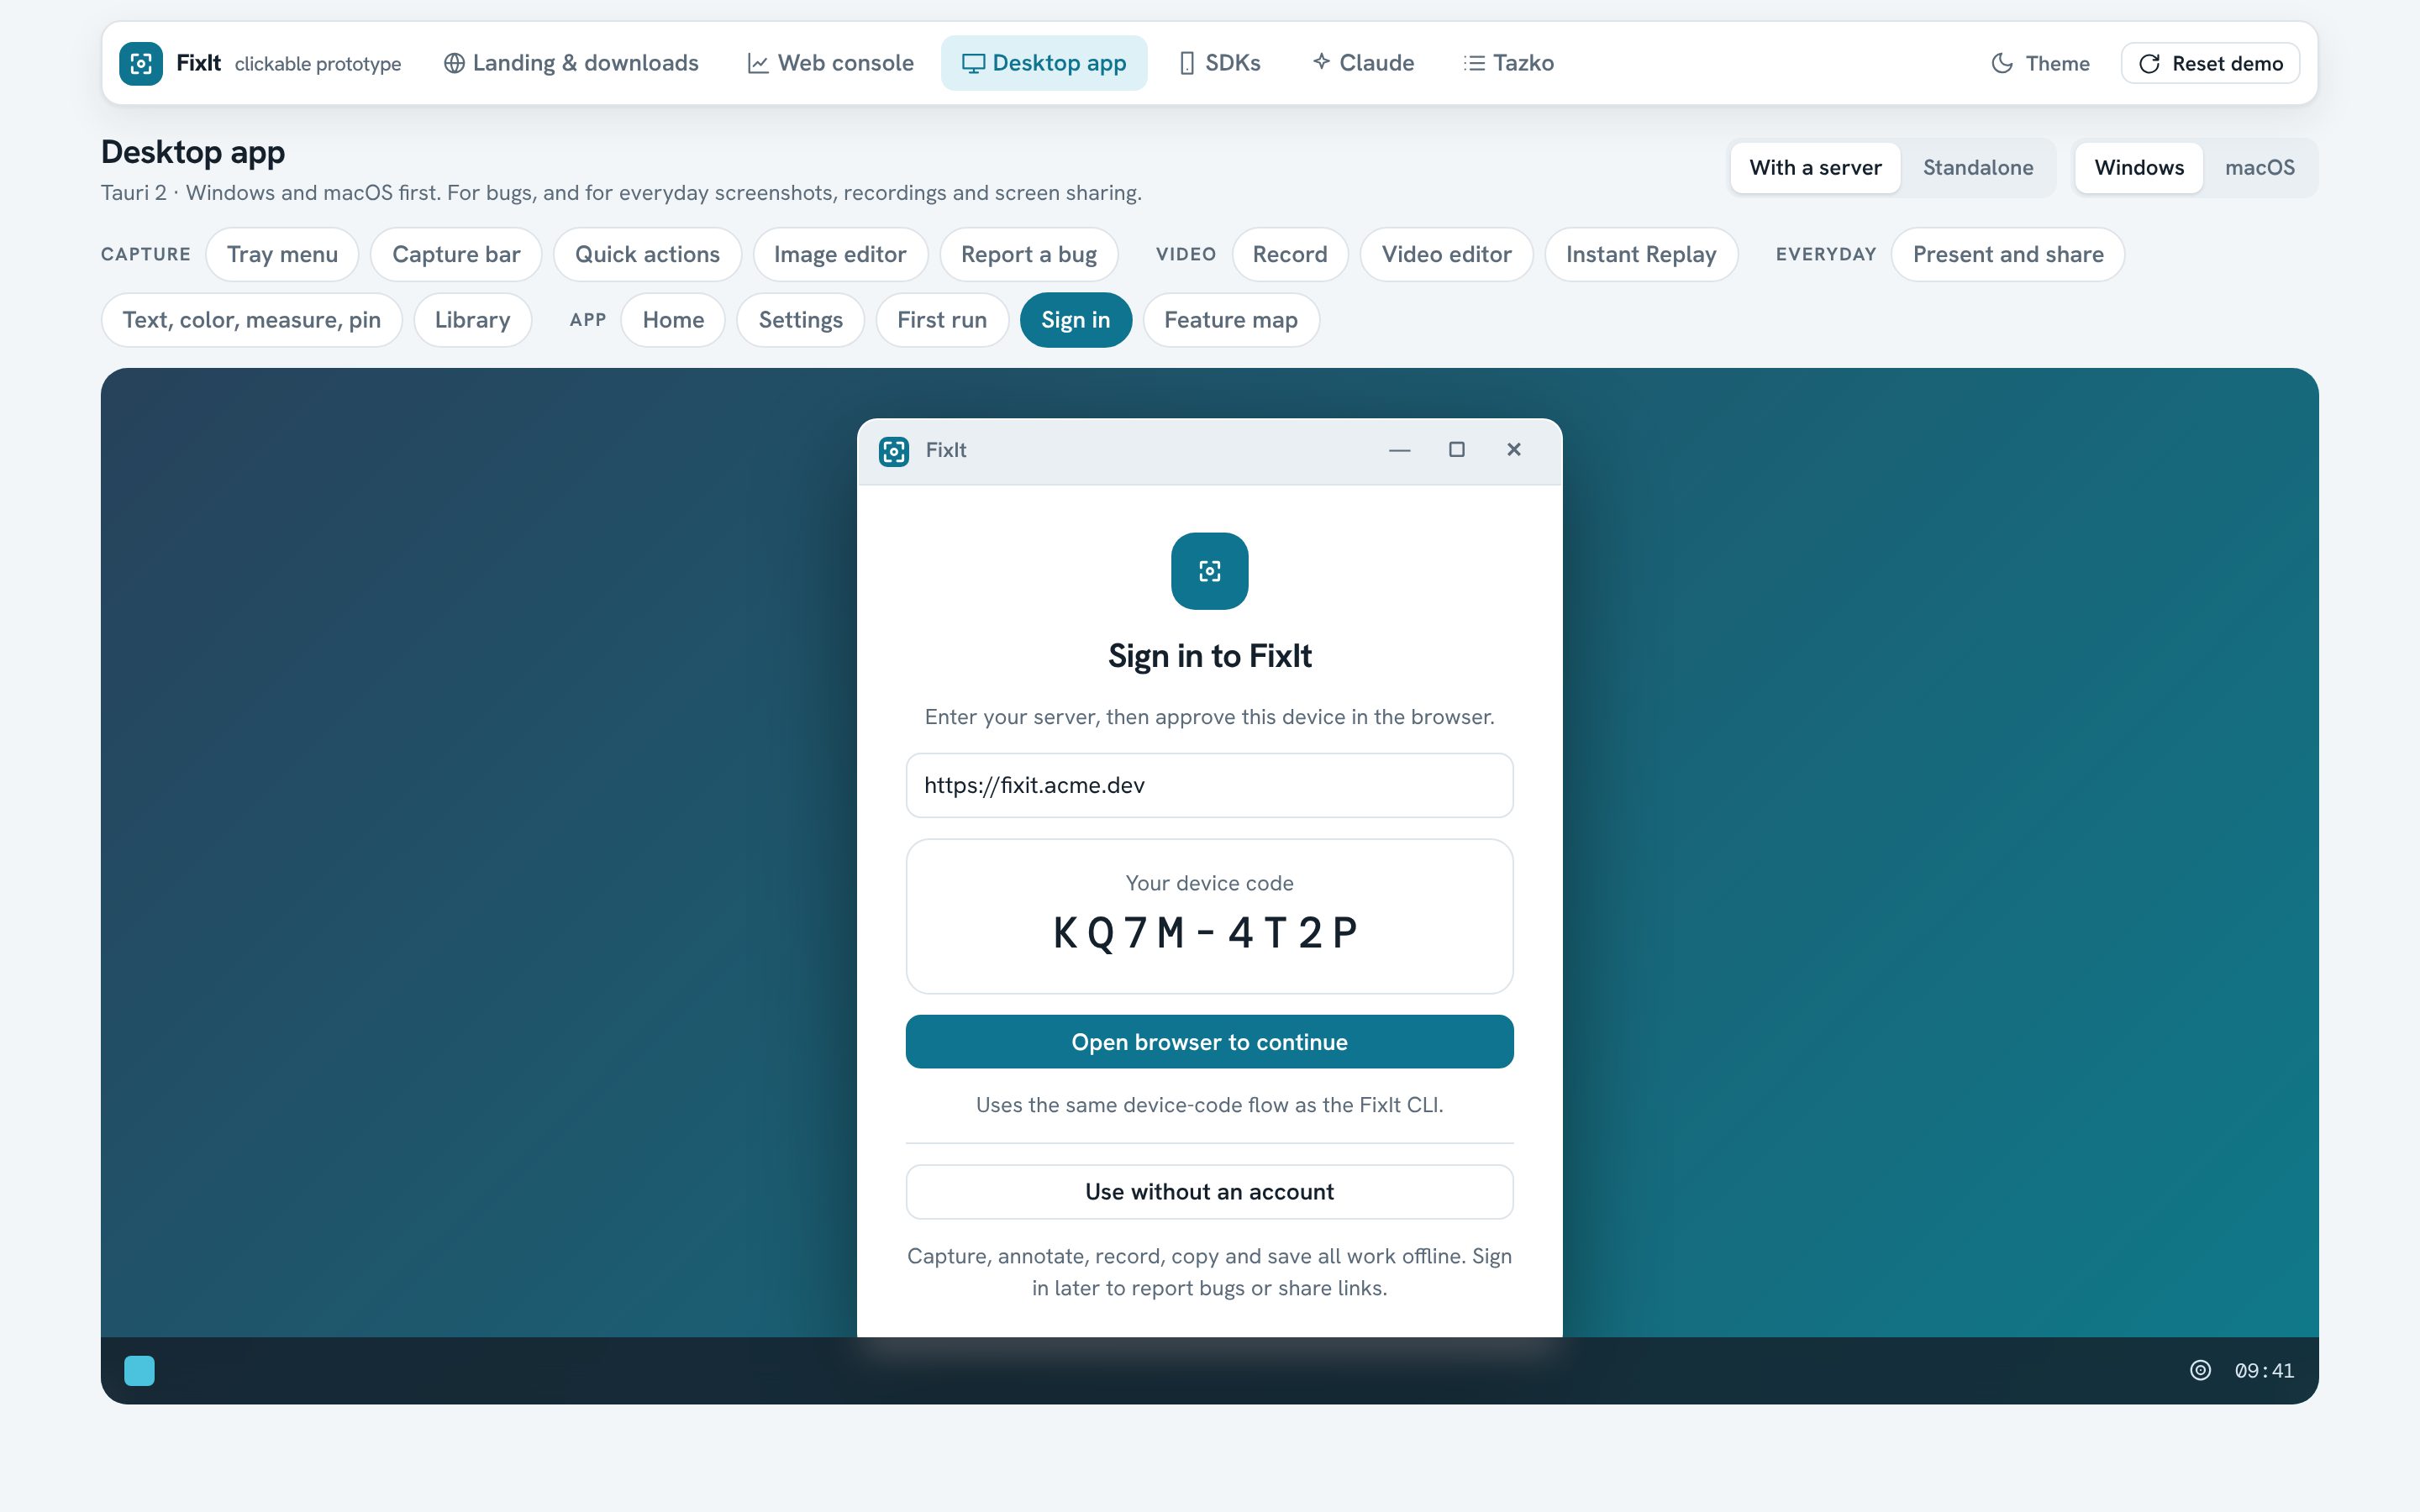 FixIt clickable prototype Landing & downloads Web console Desktop app SDKs Claude Tazko Theme Reset demo
Desktop app
With a server Standalone Windows macOS
Tauri 2 · Windows and macOS first. For bugs, and for everyday screenshots, recordings and screen sharing.
CAPTURE Tray menu Capture bar Quick actions Image editor Report a bug VIDEO Record Video editor Instant Replay EVERYDAY Present and share
Text, color, measure, pin Library APP Home Settings First run Sign in Feature map
FixIt
Sign in to FixIt
Enter your server, then approve this device in the browser.
https://fixit.acme.dev
Your device code
KQ7M-4T2P
Open browser to continue
Uses the same device-code flow as the FixIt CLI.
Use without an account
Capture, annotate, record, copy and save all work offline. Sign
in later to report bugs or share links.
09:41